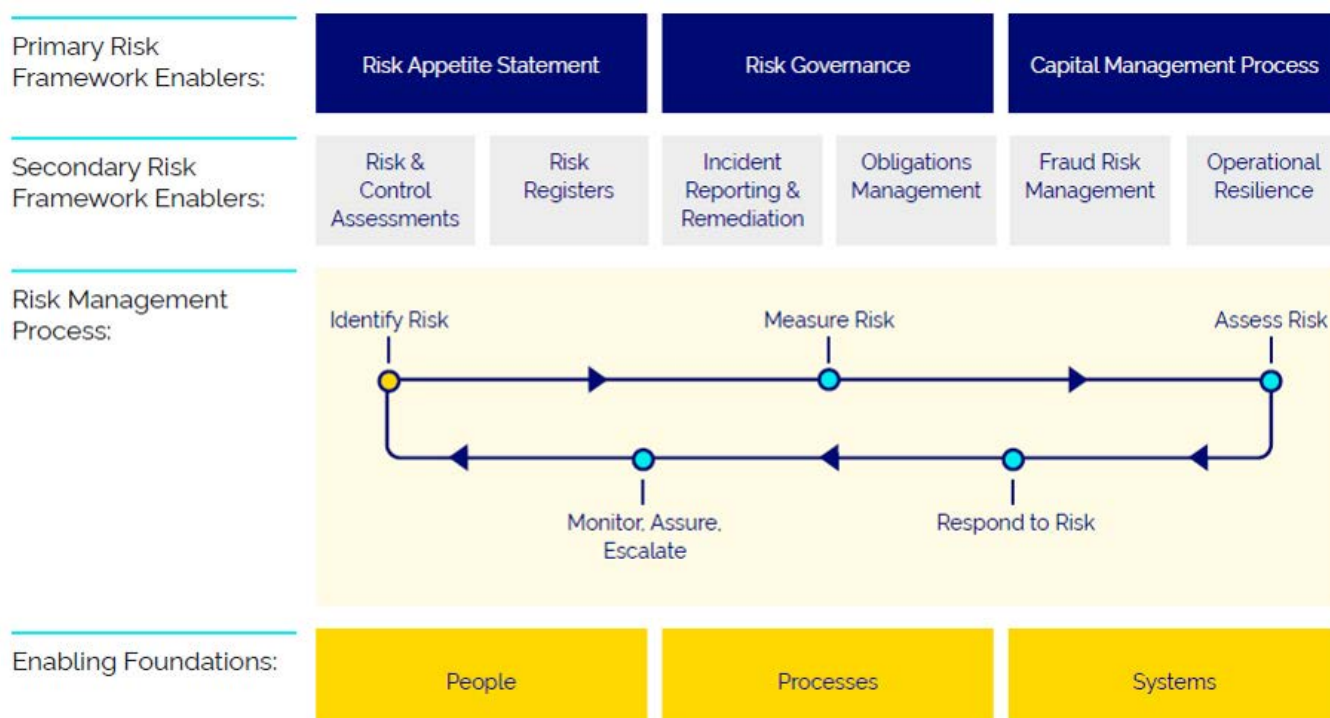 Primary Risk
Framework Enablers:
Risk Appetite Statement
Risk Governance
Capital Management Process
Secondary Risk
Framework Enablers:
Risk &
Control
Assessments
Risk
Registers
Incident
Reporting &
Remediation
Obligations
Management
Fraud Risk
Management
Operational
Resilience
Risk Management
Process:
Identify Risk
Measure Risk
Assess Risk
Monitor, Assure,
Escalate
Respond to Risk
Enabling Foundations:
People
Processes
Systems